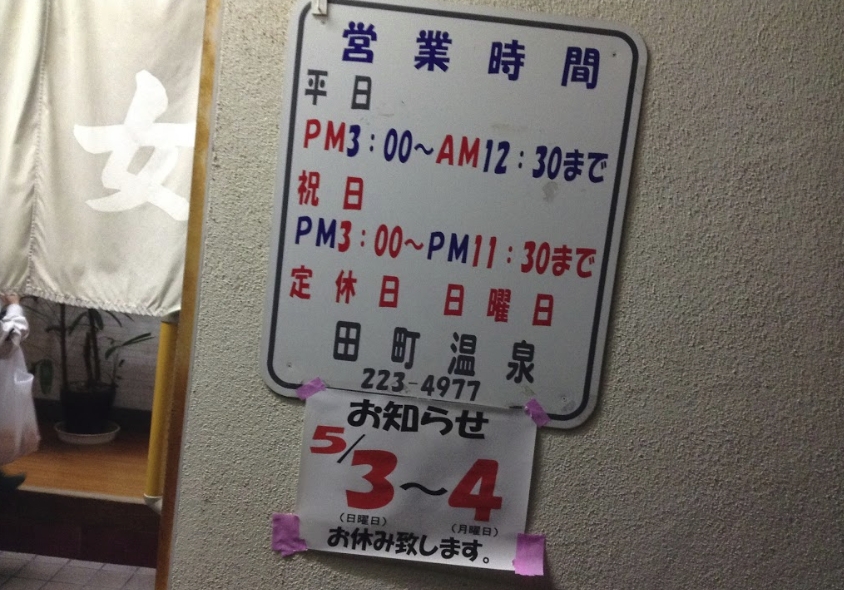 女
営業時間
平日
PM3:00〜AM12:30まで
祝日
PM3:00〜PM11:30まで
定休日 日曜日
田町温泉
223-4977
お知らせ
5/3〜4
(日曜日) (月曜日)
お休み致します。